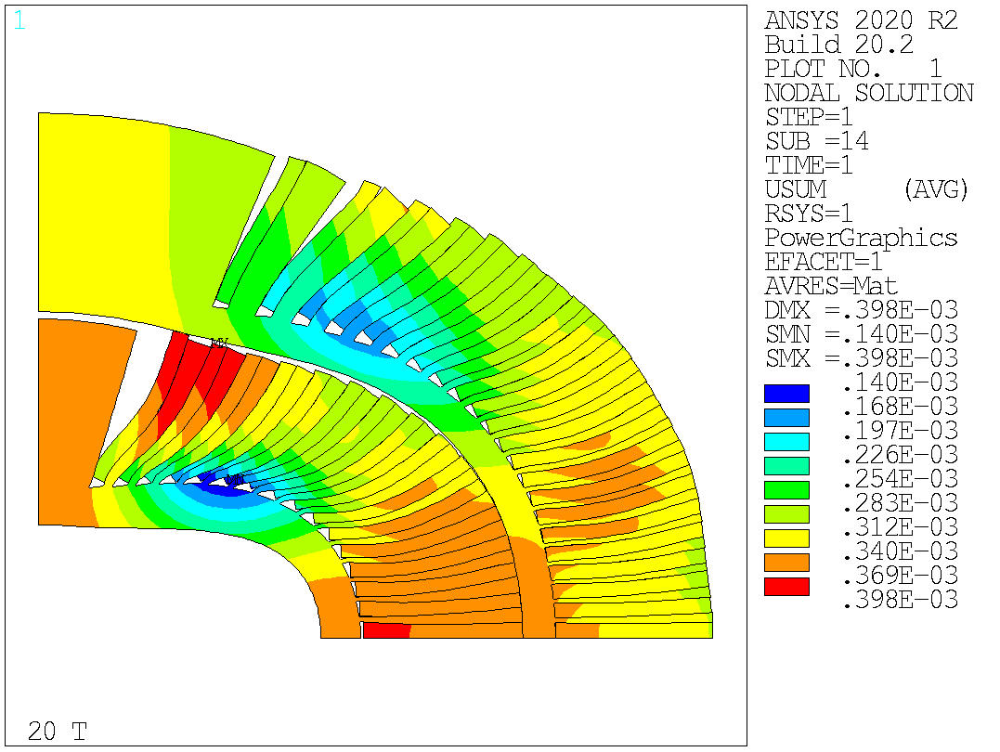 1
ANSYS 2020 R2
Build 20.2
PLOT NO. 1
NODAL SOLUTION
STEP=1
SUB =14
TIME=1
USUM (AVG)
RSYS=1
PowerGraphics
EFACET=1
AVRES=Mat
DMX =.398E-03
SMN =.140E-03
SMX =.398E-03
MX
.140E-03
.168E-03
.197E-03
.226E-03
.254E-03
.283E-03
.312E-03
.340E-03
.369E-03
.398E-03
20 T